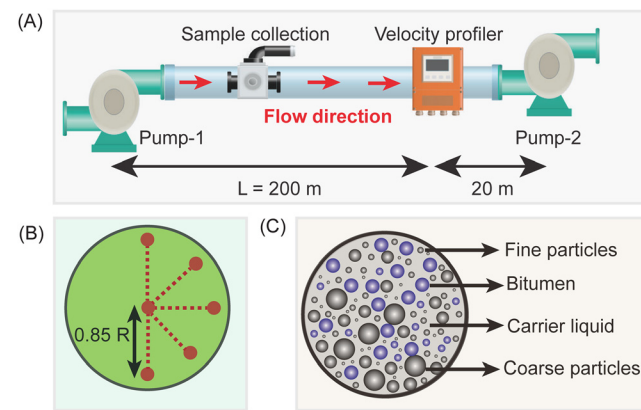 (A)
Sample collection
Velocity profiler
Flow direction
Pump-1
Pump-2
L = 200 m
20 m
(B)
0.85 R
(C)
Fine particles
Bitumen
Carrier liquid
Coarse particles